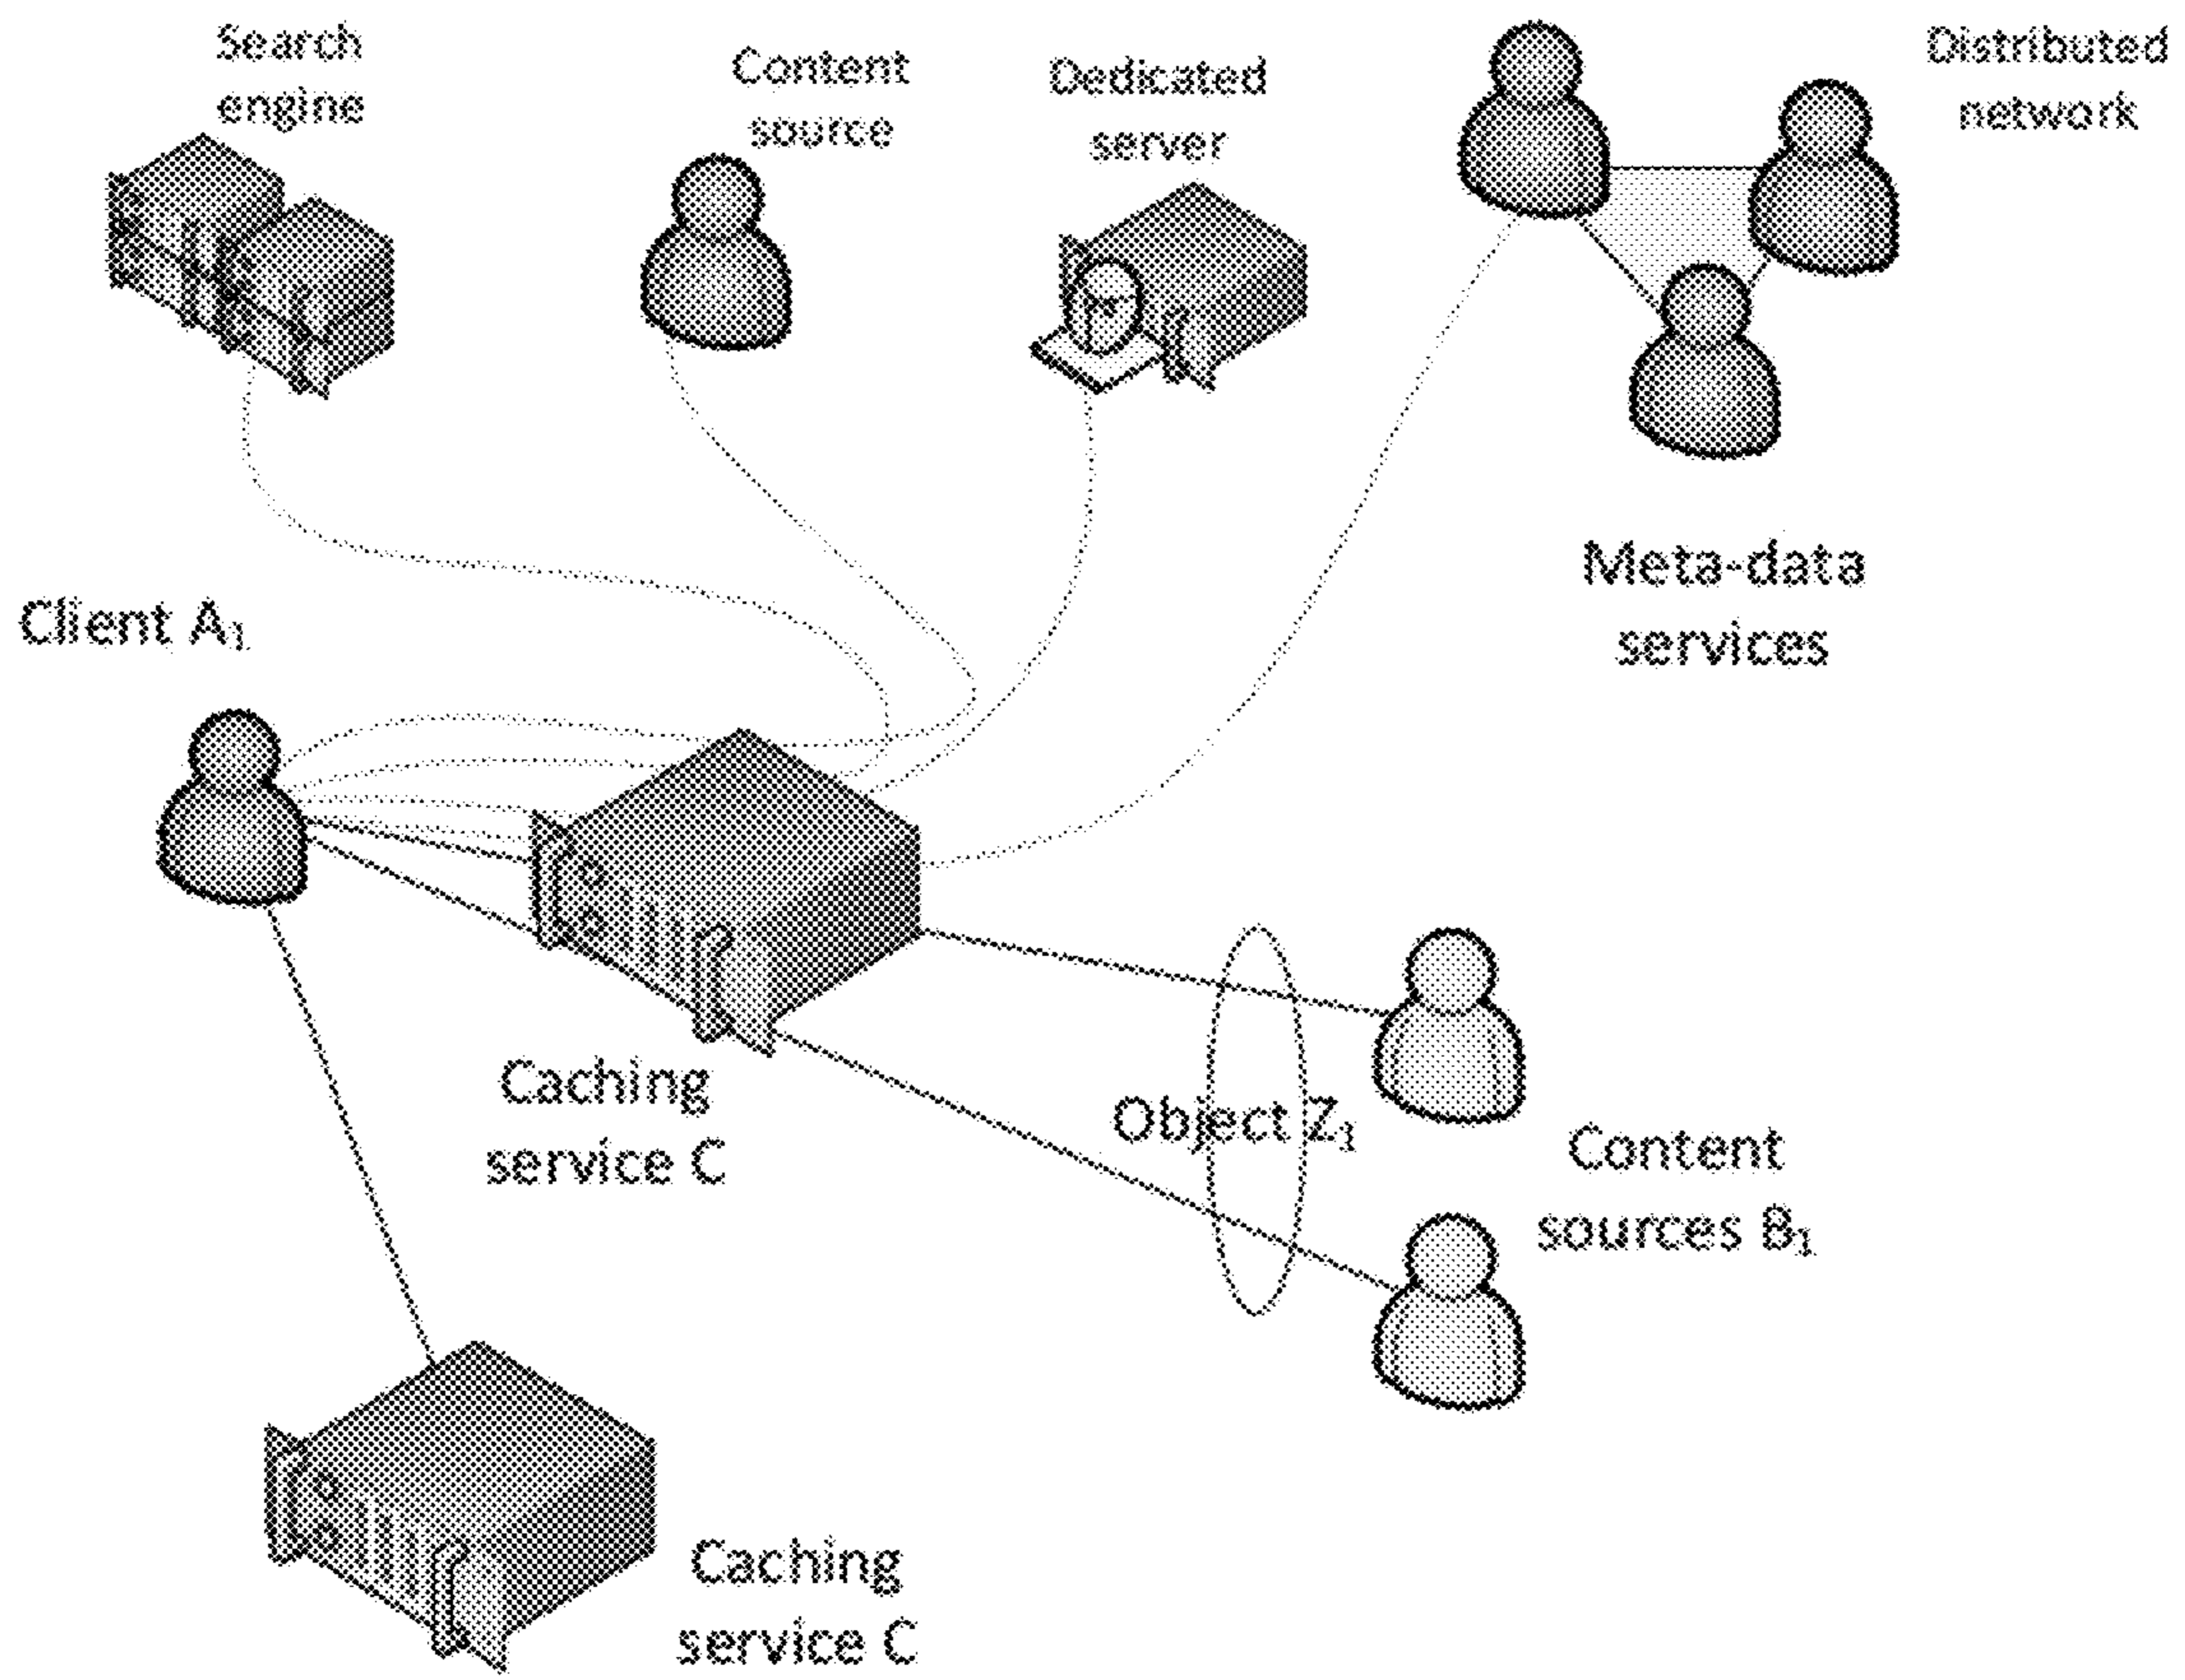 Search
engine
Content
source
Dedicated
server
Distributed
network
Meta-data
services
Client A₁
Caching
service C
Object Z₁
Content
sources B₁
Caching
service C